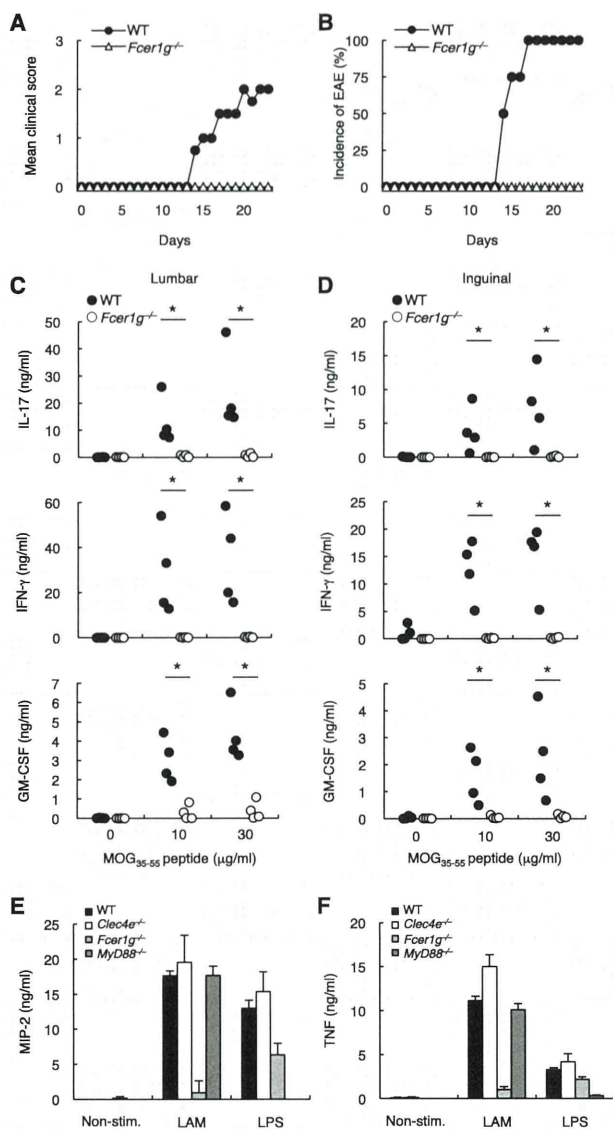 A
WT
Fcer1g-/-
3
2
1
0
Mean clinical score
0 5 10 15 20
Days
B
WT
Fcer1g-/-
100
75
50
25
0
Incidence of EAE (%)
0 5 10 15 20
Days
C
Lumbar
WT
Fcer1g-/-
50
40
30
20
10
0
IL-17 (ng/ml)
* *
60
40
20
0
IFN-γ (ng/ml)
* *
7
6
5
4
3
2
1
0
GM-CSF (ng/ml)
* *
0 10 30
MOG35-55 peptide (μg/ml)
D
Inguinal
WT
Fcer1g-/-
20
15
10
5
0
IL-17 (ng/ml)
* *
25
20
15
10
5
0
IFN-γ (ng/ml)
* *
5
4
3
2
1
0
GM-CSF (ng/ml)
* *
0 10 30
MOG35-55 peptide (μg/ml)
E
WT
Clec4e-/-
Fcer1g-/-
MyD88-/-
25
20
15
10
5
0
MIP-2 (ng/ml)
Non-stim. LAM LPS
F
WT
Clec4e-/-
Fcer1g-/-
MyD88-/-
20
15
10
5
0
TNF (ng/ml)
Non-stim. LAM LPS